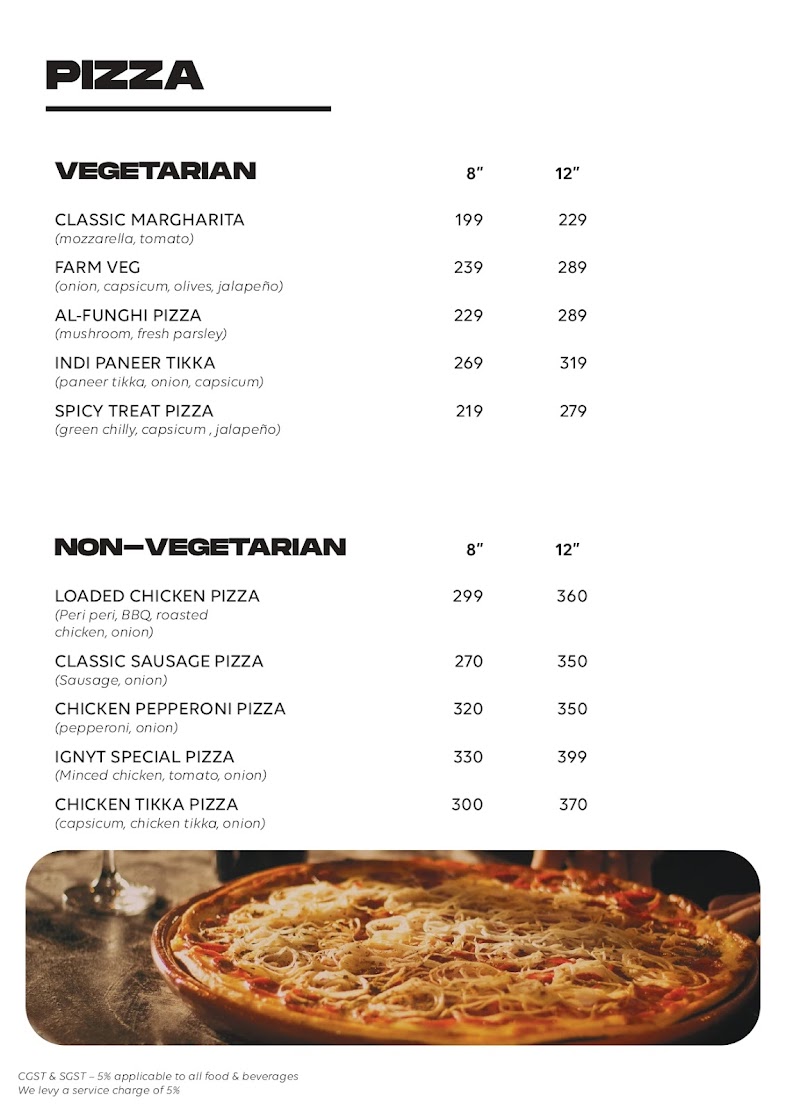 PIZZA
VEGETARIAN 8” 12”
CLASSIC MARGHARITA 199 229
(mozzarella, tomato)
FARM VEG 239 289
(onion, capsicum, olives, jalapeño)
AL-FUNGHI PIZZA 229 289
(mushroom, fresh parsley)
INDI PANEER TIKKA 269 319
(paneer tikka, onion, capsicum)
SPICY TREAT PIZZA 219 279
(green chilly, capsicum , jalapeño)
NON–VEGETARIAN 8” 12”
LOADED CHICKEN PIZZA 299 360
(Peri peri, BBQ, roasted
chicken, onion)
CLASSIC SAUSAGE PIZZA 270 350
(Sausage, onion)
CHICKEN PEPPERONI PIZZA 320 350
(pepperoni, onion)
IGNYT SPECIAL PIZZA 330 399
(Minced chicken, tomato, onion)
CHICKEN TIKKA PIZZA 300 370
(capsicum, chicken tikka, onion)
CGST & SGST – 5% applicable to all food & beverages
We levy a service charge of 5%